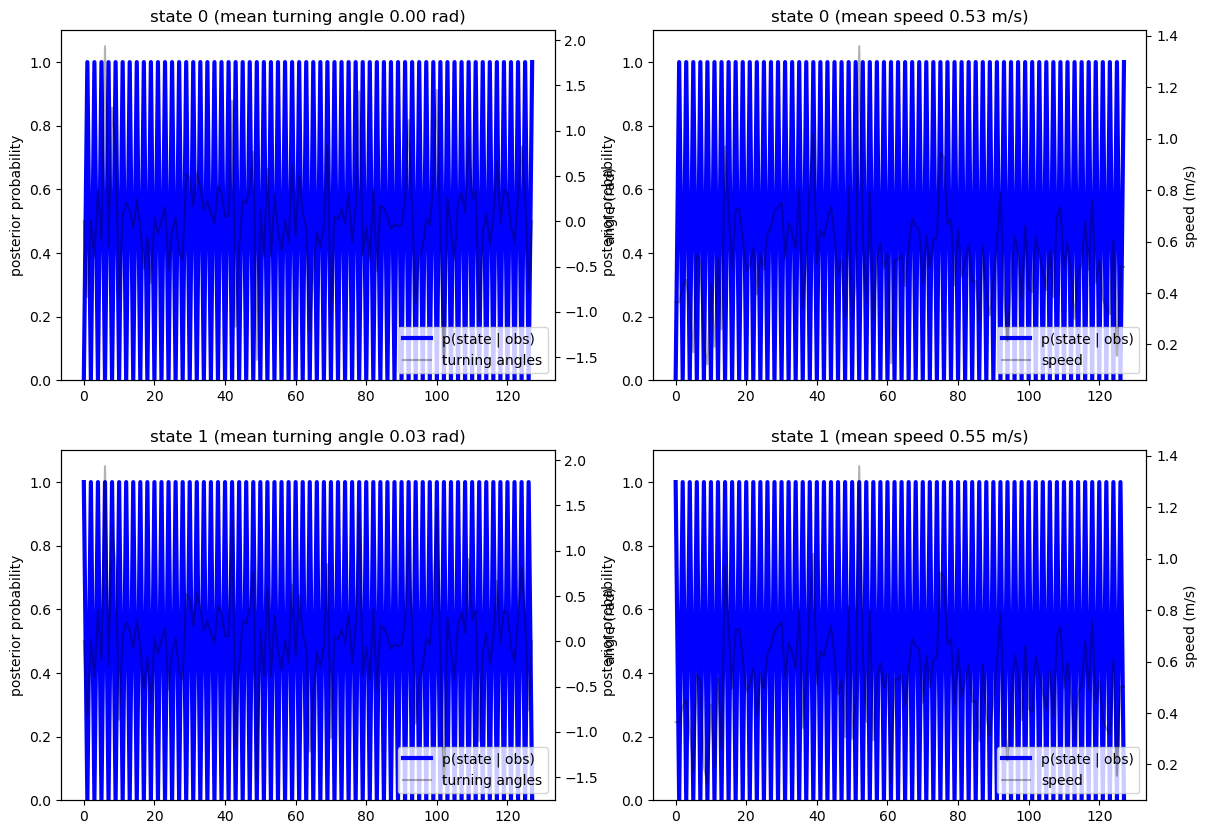 state 0 (mean turning angle 0.00 rad)
posterior probability
1.0
0.8
0.6
0.4
0.2
0.0
2.0
1.5
1.0
0.5
0.0
−0.5
−1.0
−1.5
angle (rad)
0 20 40 60 80 100 120
p(state | obs)
turning angles
state 0 (mean speed 0.53 m/s)
posterior probability
1.0
0.8
0.6
0.4
0.2
0.0
1.4
1.2
1.0
0.8
0.6
0.4
0.2
speed (m/s)
0 20 40 60 80 100 120
p(state | obs)
speed
state 1 (mean turning angle 0.03 rad)
posterior probability
1.0
0.8
0.6
0.4
0.2
0.0
2.0
1.5
1.0
0.5
0.0
−0.5
−1.0
−1.5
angle (rad)
0 20 40 60 80 100 120
p(state | obs)
turning angles
state 1 (mean speed 0.55 m/s)
posterior probability
1.0
0.8
0.6
0.4
0.2
0.0
1.4
1.2
1.0
0.8
0.6
0.4
0.2
speed (m/s)
0 20 40 60 80 100 120
p(state | obs)
speed